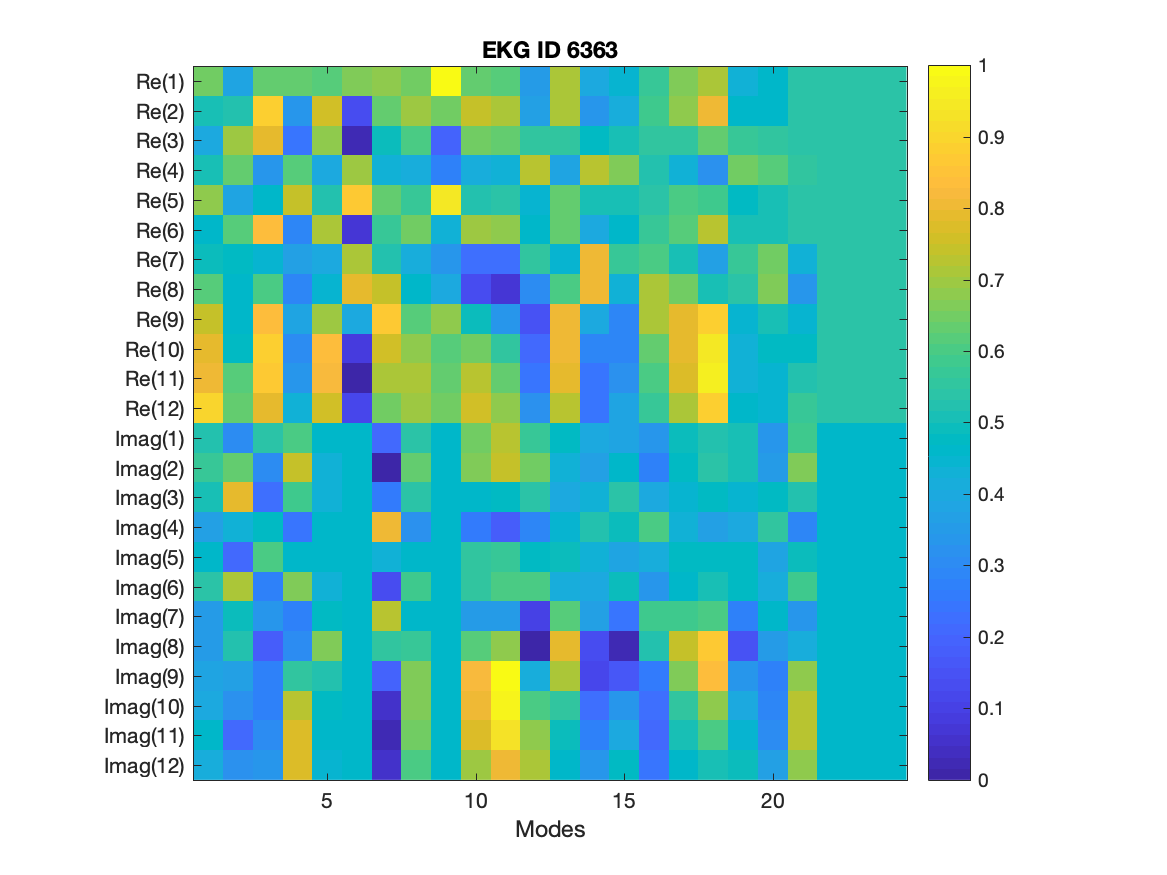 EKG ID 6363
Re(1)
Re(2)
Re(3)
Re(4)
Re(5)
Re(6)
Re(7)
Re(8)
Re(9)
Re(10)
Re(11)
Re(12)
Imag(1)
Imag(2)
Imag(3)
Imag(4)
Imag(5)
Imag(6)
Imag(7)
Imag(8)
Imag(9)
Imag(10)
Imag(11)
Imag(12)
5 10 15 20
Modes
1
0.9
0.8
0.7
0.6
0.5
0.4
0.3
0.2
0.1
0